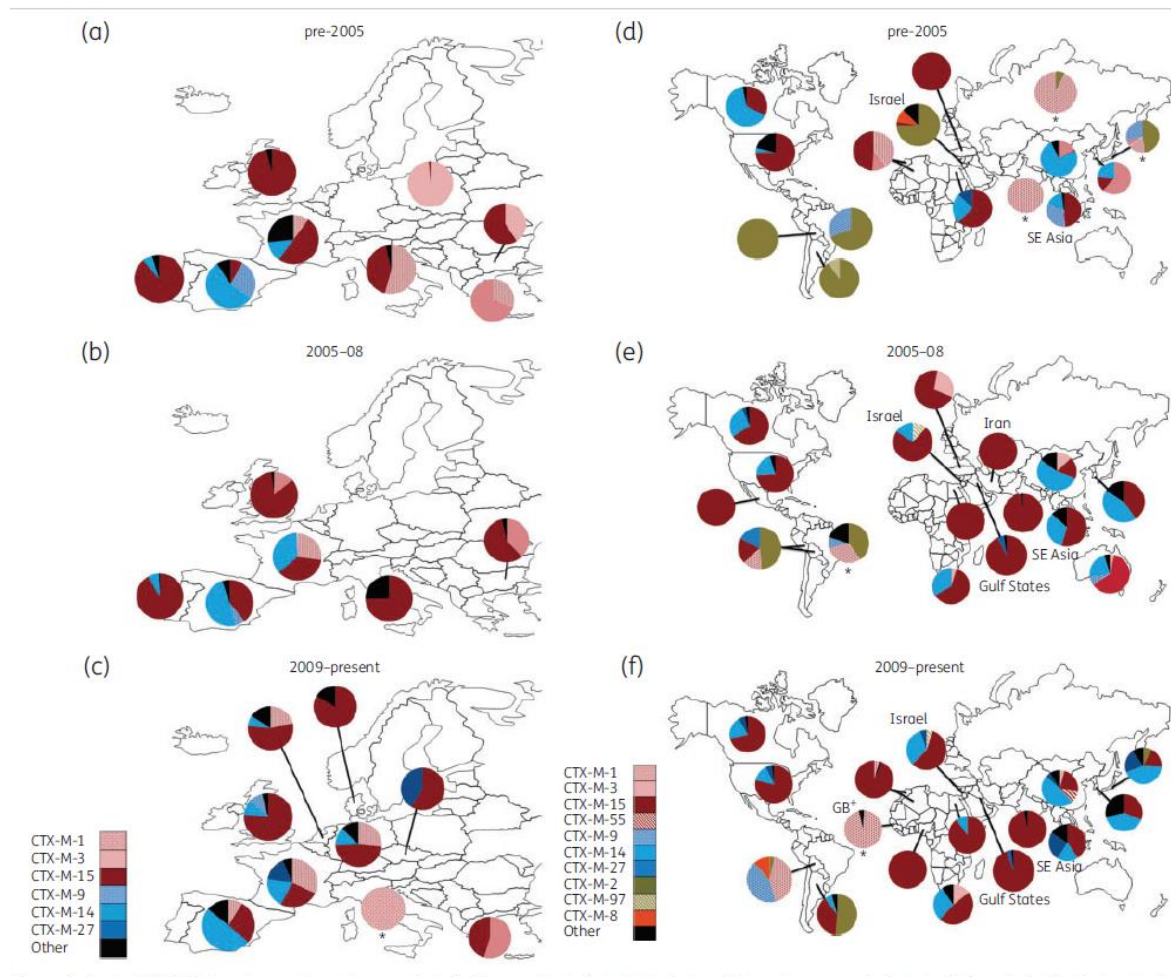 (a)
pre-2005
(b)
2005–08
(c)
2009–present
CTX-M-1
CTX-M-3
CTX-M-15
CTX-M-9
CTX-M-14
CTX-M-27
Other
*
(d)
pre-2005
Israel
*
*
*
SE Asia
(e)
2005–08
Israel
Iran
SE Asia
*
Gulf States
(f)
2009–present
Israel
GB+
*
SE Asia
Gulf States
CTX-M-1
CTX-M-3
CTX-M-15
CTX-M-55
CTX-M-9
CTX-M-14
CTX-M-27
CTX-M-2
CTX-M-97
CTX-M-8
Other